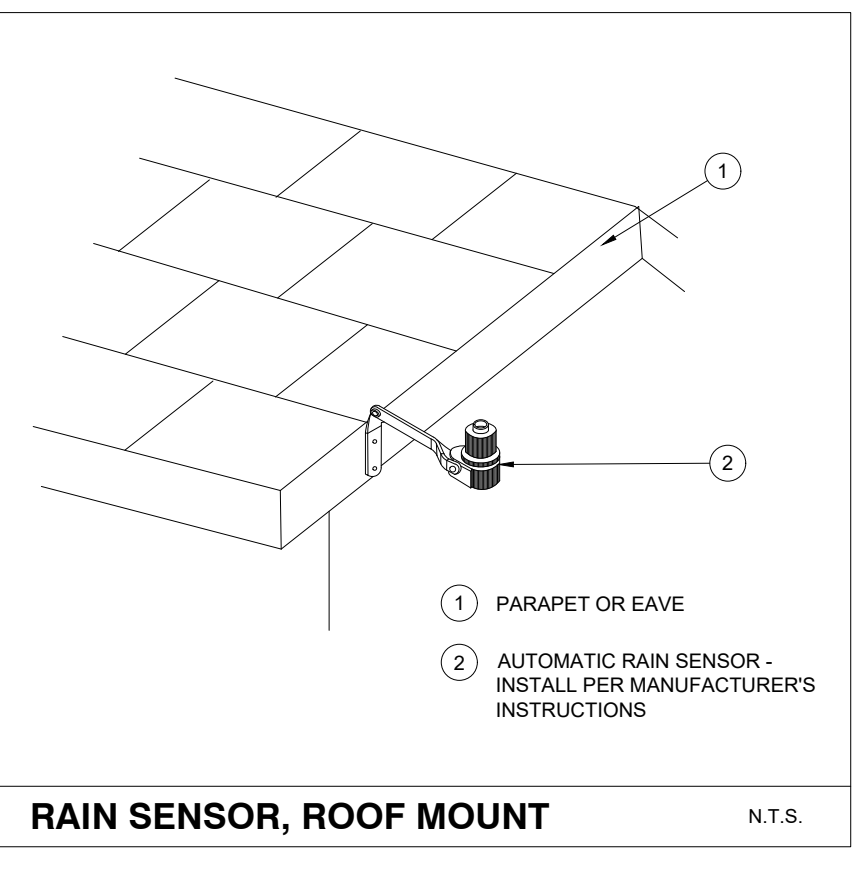 1
2
1 PARAPET OR EAVE
2 AUTOMATIC RAIN SENSOR -
INSTALL PER MANUFACTURER'S
INSTRUCTIONS
RAIN SENSOR, ROOF MOUNT N.T.S.